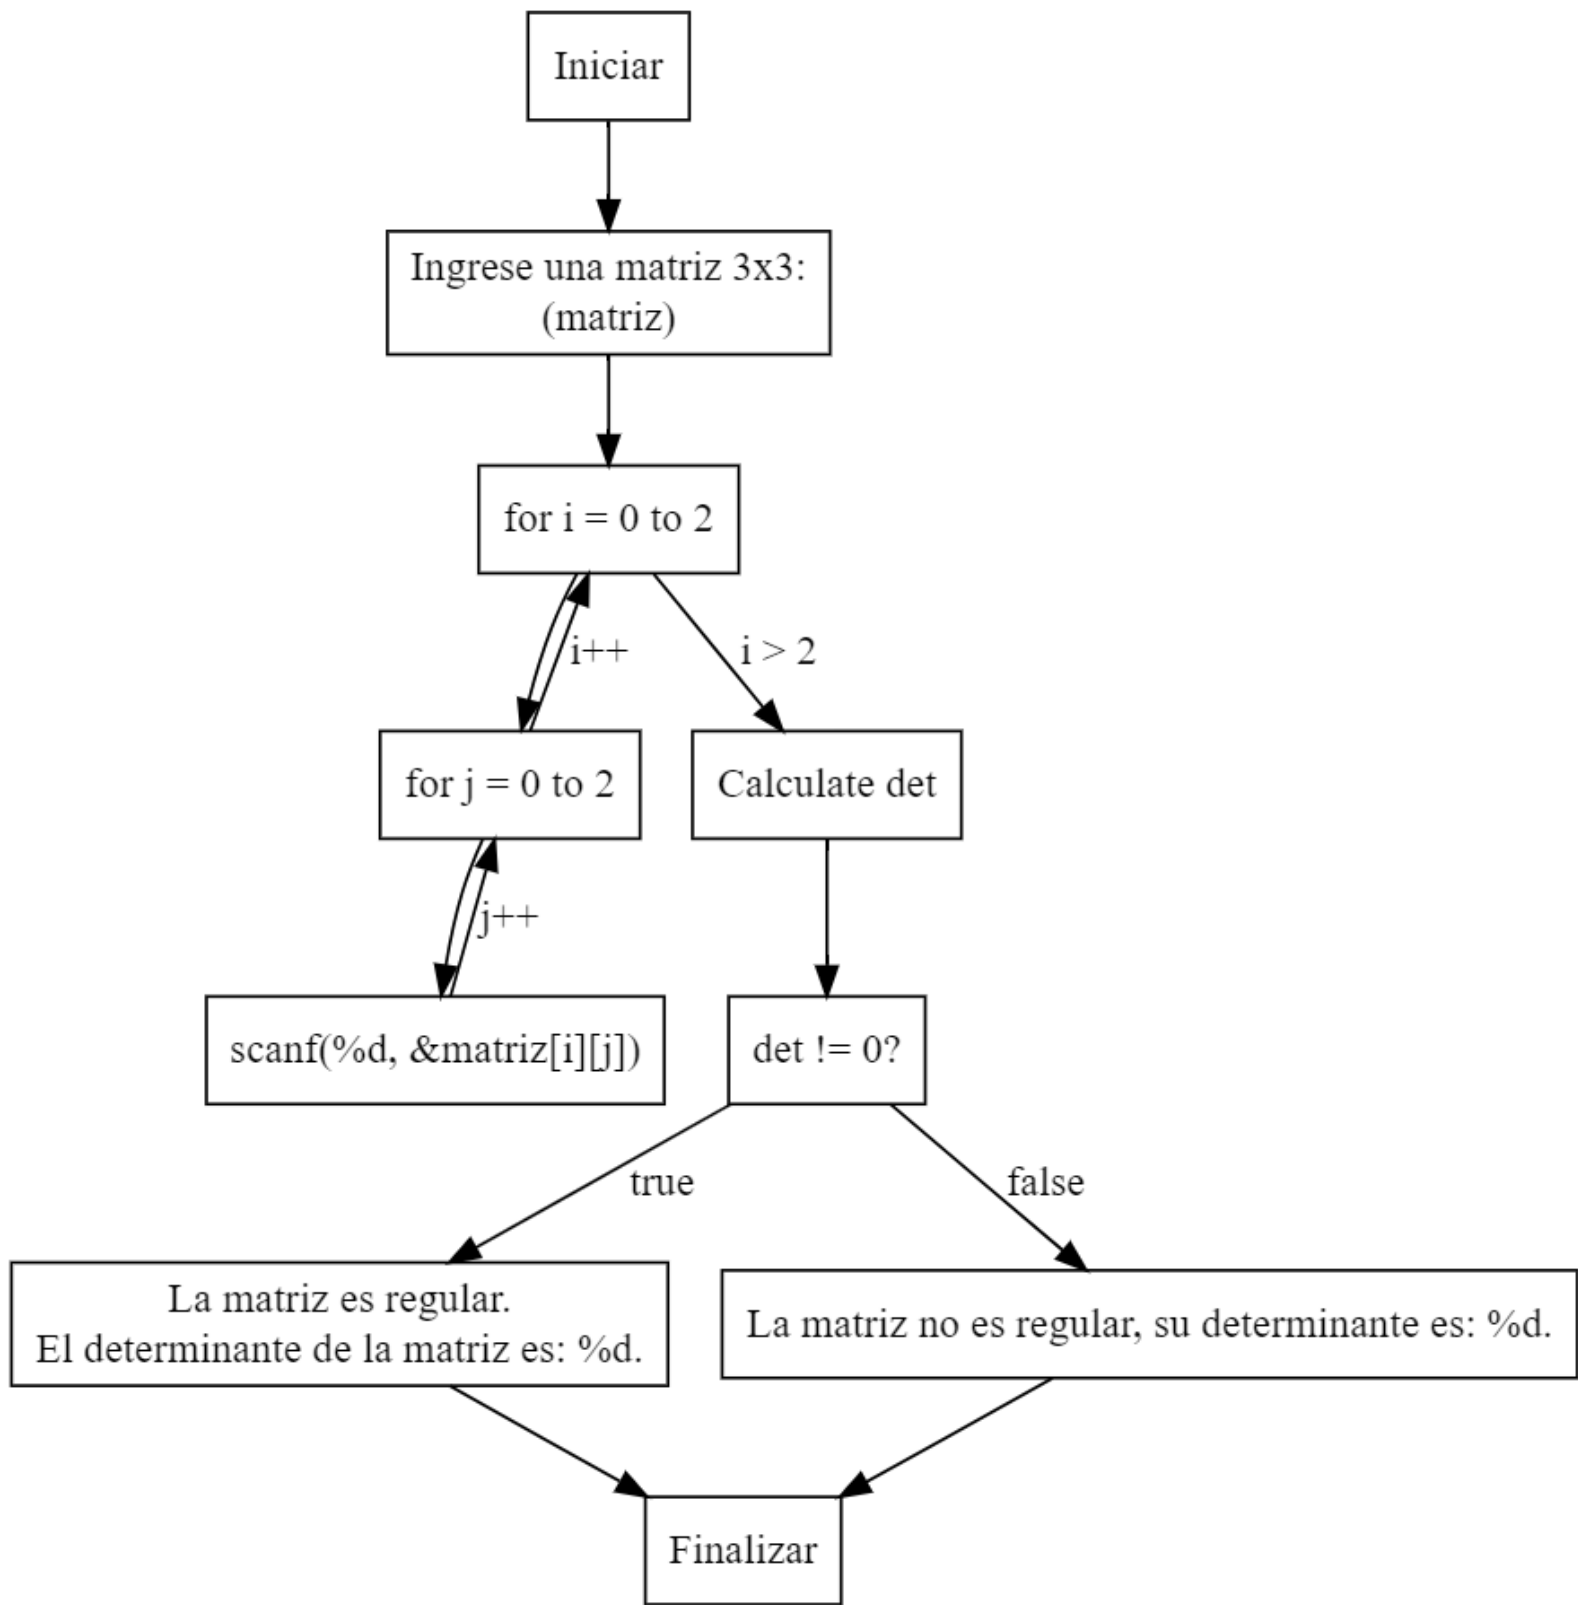 Iniciar
Ingrese una matriz 3x3:
(matriz)
for i = 0 to 2
i++
i > 2
for j = 0 to 2
Calculate det
j++
scanf(%d, &matriz[i][j])
det != 0?
true
false
La matriz es regular.
El determinante de la matriz es: %d.
La matriz no es regular, su determinante es: %d.
Finalizar